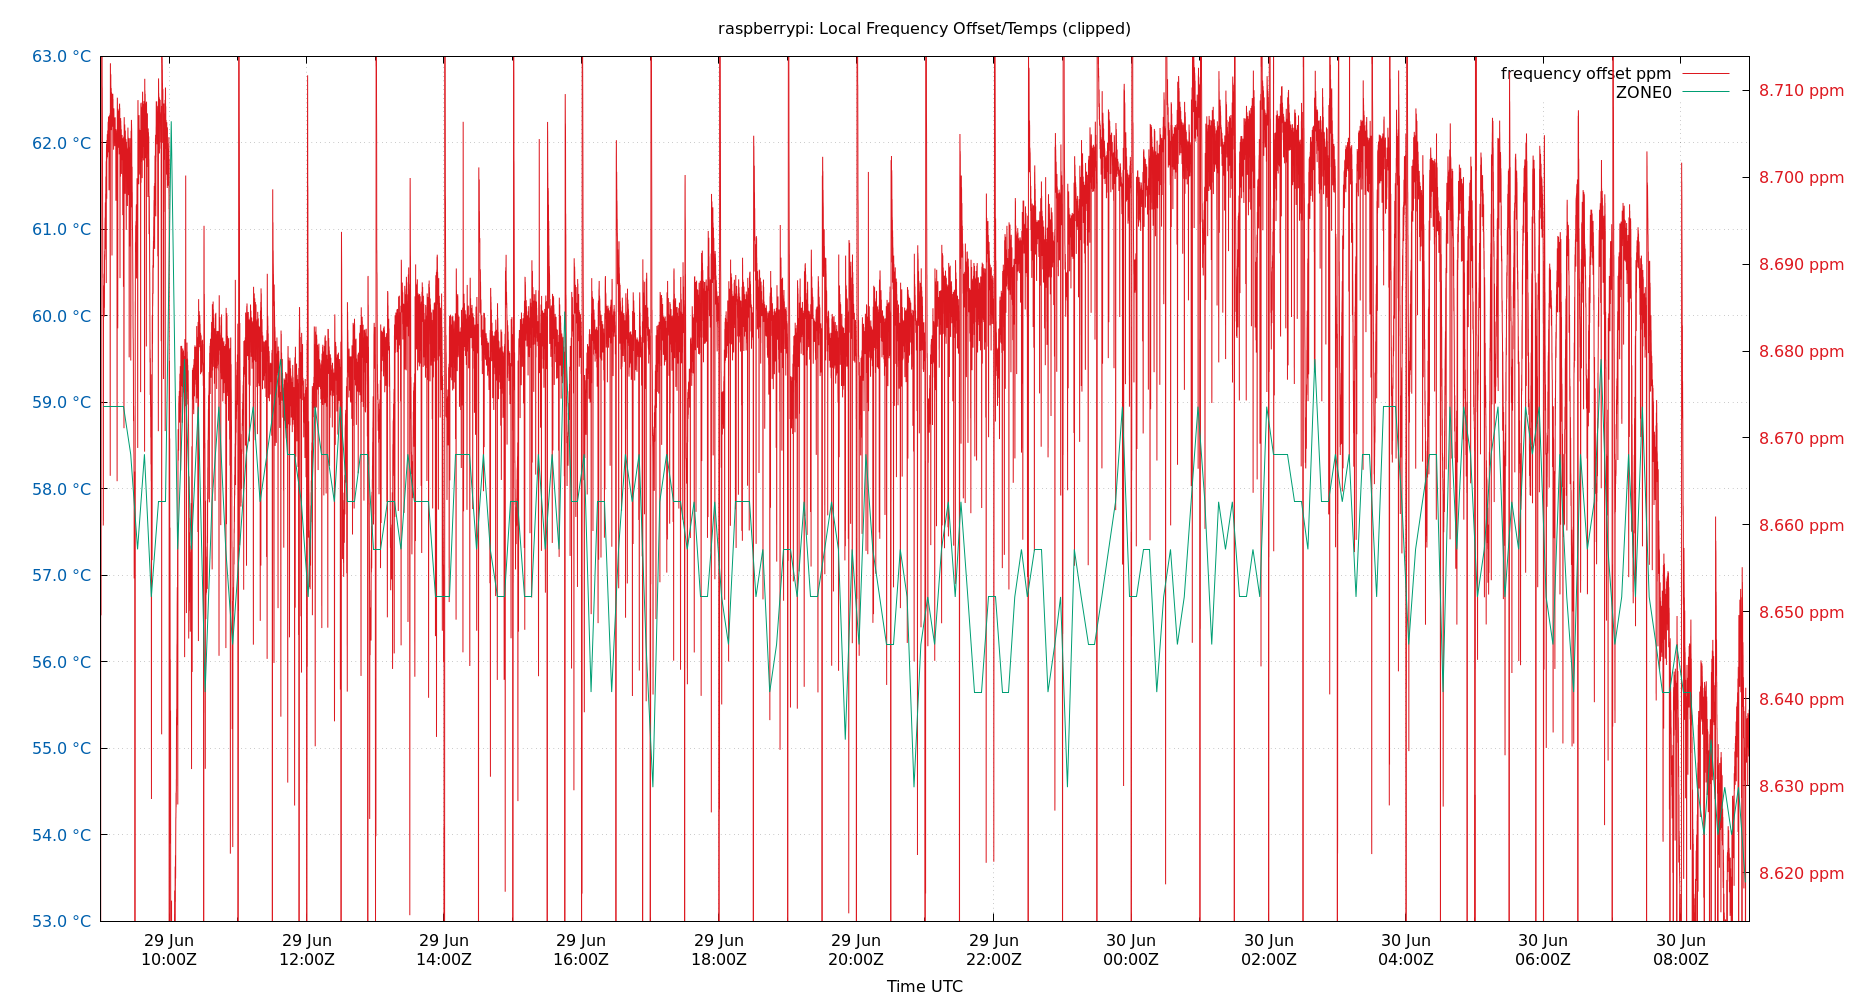 raspberrypi: Local Frequency Offset/Temps (clipped)
frequency offset ppm
ZONE0
63.0 °C
62.0 °C
61.0 °C
60.0 °C
59.0 °C
58.0 °C
57.0 °C
56.0 °C
55.0 °C
54.0 °C
53.0 °C
8.710 ppm
8.700 ppm
8.690 ppm
8.680 ppm
8.670 ppm
8.660 ppm
8.650 ppm
8.640 ppm
8.630 ppm
8.620 ppm
29 Jun 29 Jun 29 Jun 29 Jun 29 Jun 29 Jun 29 Jun 30 Jun 30 Jun 30 Jun 30 Jun 30 Jun
10:00Z 12:00Z 14:00Z 16:00Z 18:00Z 20:00Z 22:00Z 00:00Z 02:00Z 04:00Z 06:00Z 08:00Z
Time UTC